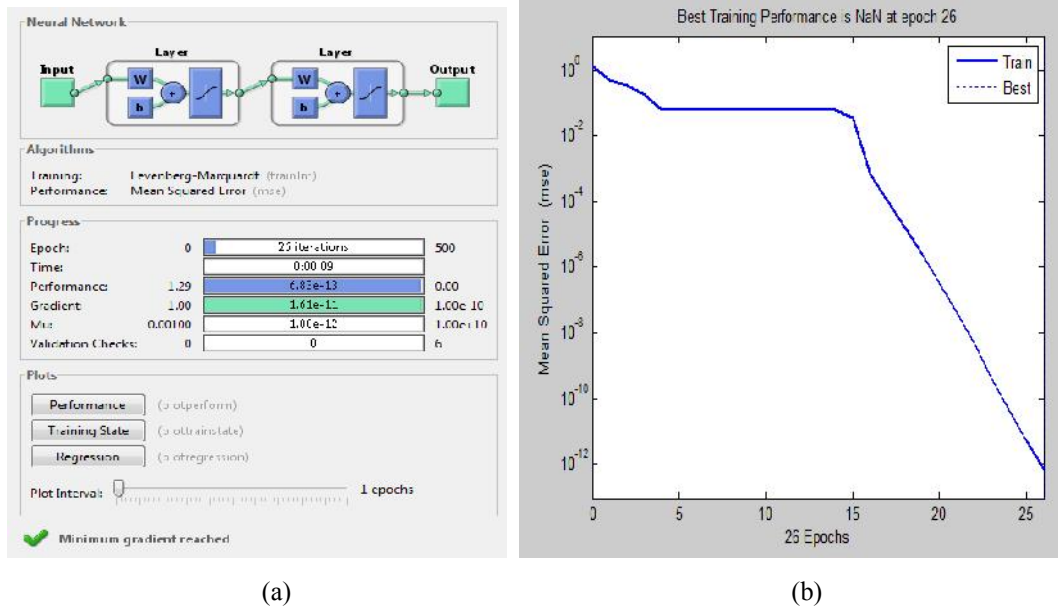 Neural Network
Layer Layer
Input Output
W W
b b
+ +
Algorithms
Training: Levenberg-Marquardt (trainlm)
Performance: Mean Squared Error (mse)
Progress
Epoch: 0 26 iterations 500
Time: 0:00:09
Performance: 1.29 6.83e-13 0.00
Gradient: 1.00 1.61e-11 1.00e-10
Mu: 0.00100 1.00e-12 1.00e+10
Validation Checks: 0 0 6
Plots
Performance (plotperform)
Training State (plottrainstate)
Regression (plotregression)
Plot Interval: 1 epochs
Minimum gradient reached
(a)
Best Training Performance is NaN at epoch 26
Train
Best
Mean Squared Error (mse)
10^0
10^-2
10^-4
10^-6
10^-8
10^-10
10^-12
0 5 10 15 20 25
26 Epochs
(b)